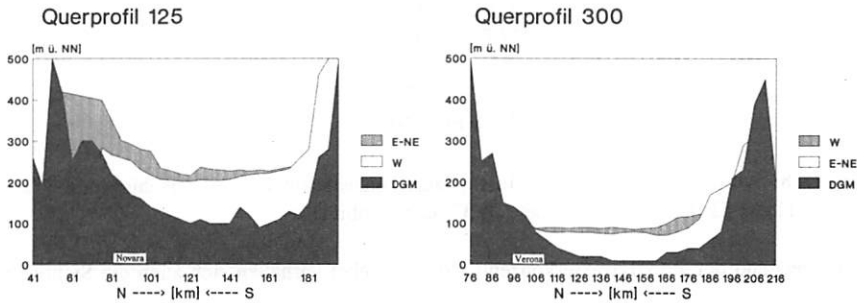 Querprofil 125
[m ü. NN]
500
400
300
200
100
0
Novara
41 61 81 101 121 141 161 181
N ----> [km] <---- S
E-NE
W
DGM
Querprofil 300
[m ü. NN]
500
400
300
200
100
0
Verona
76 86 96 106 116 126 136 146 156 166 176 186 196 206 216
N ----> [km] <---- S
W
E-NE
DGM